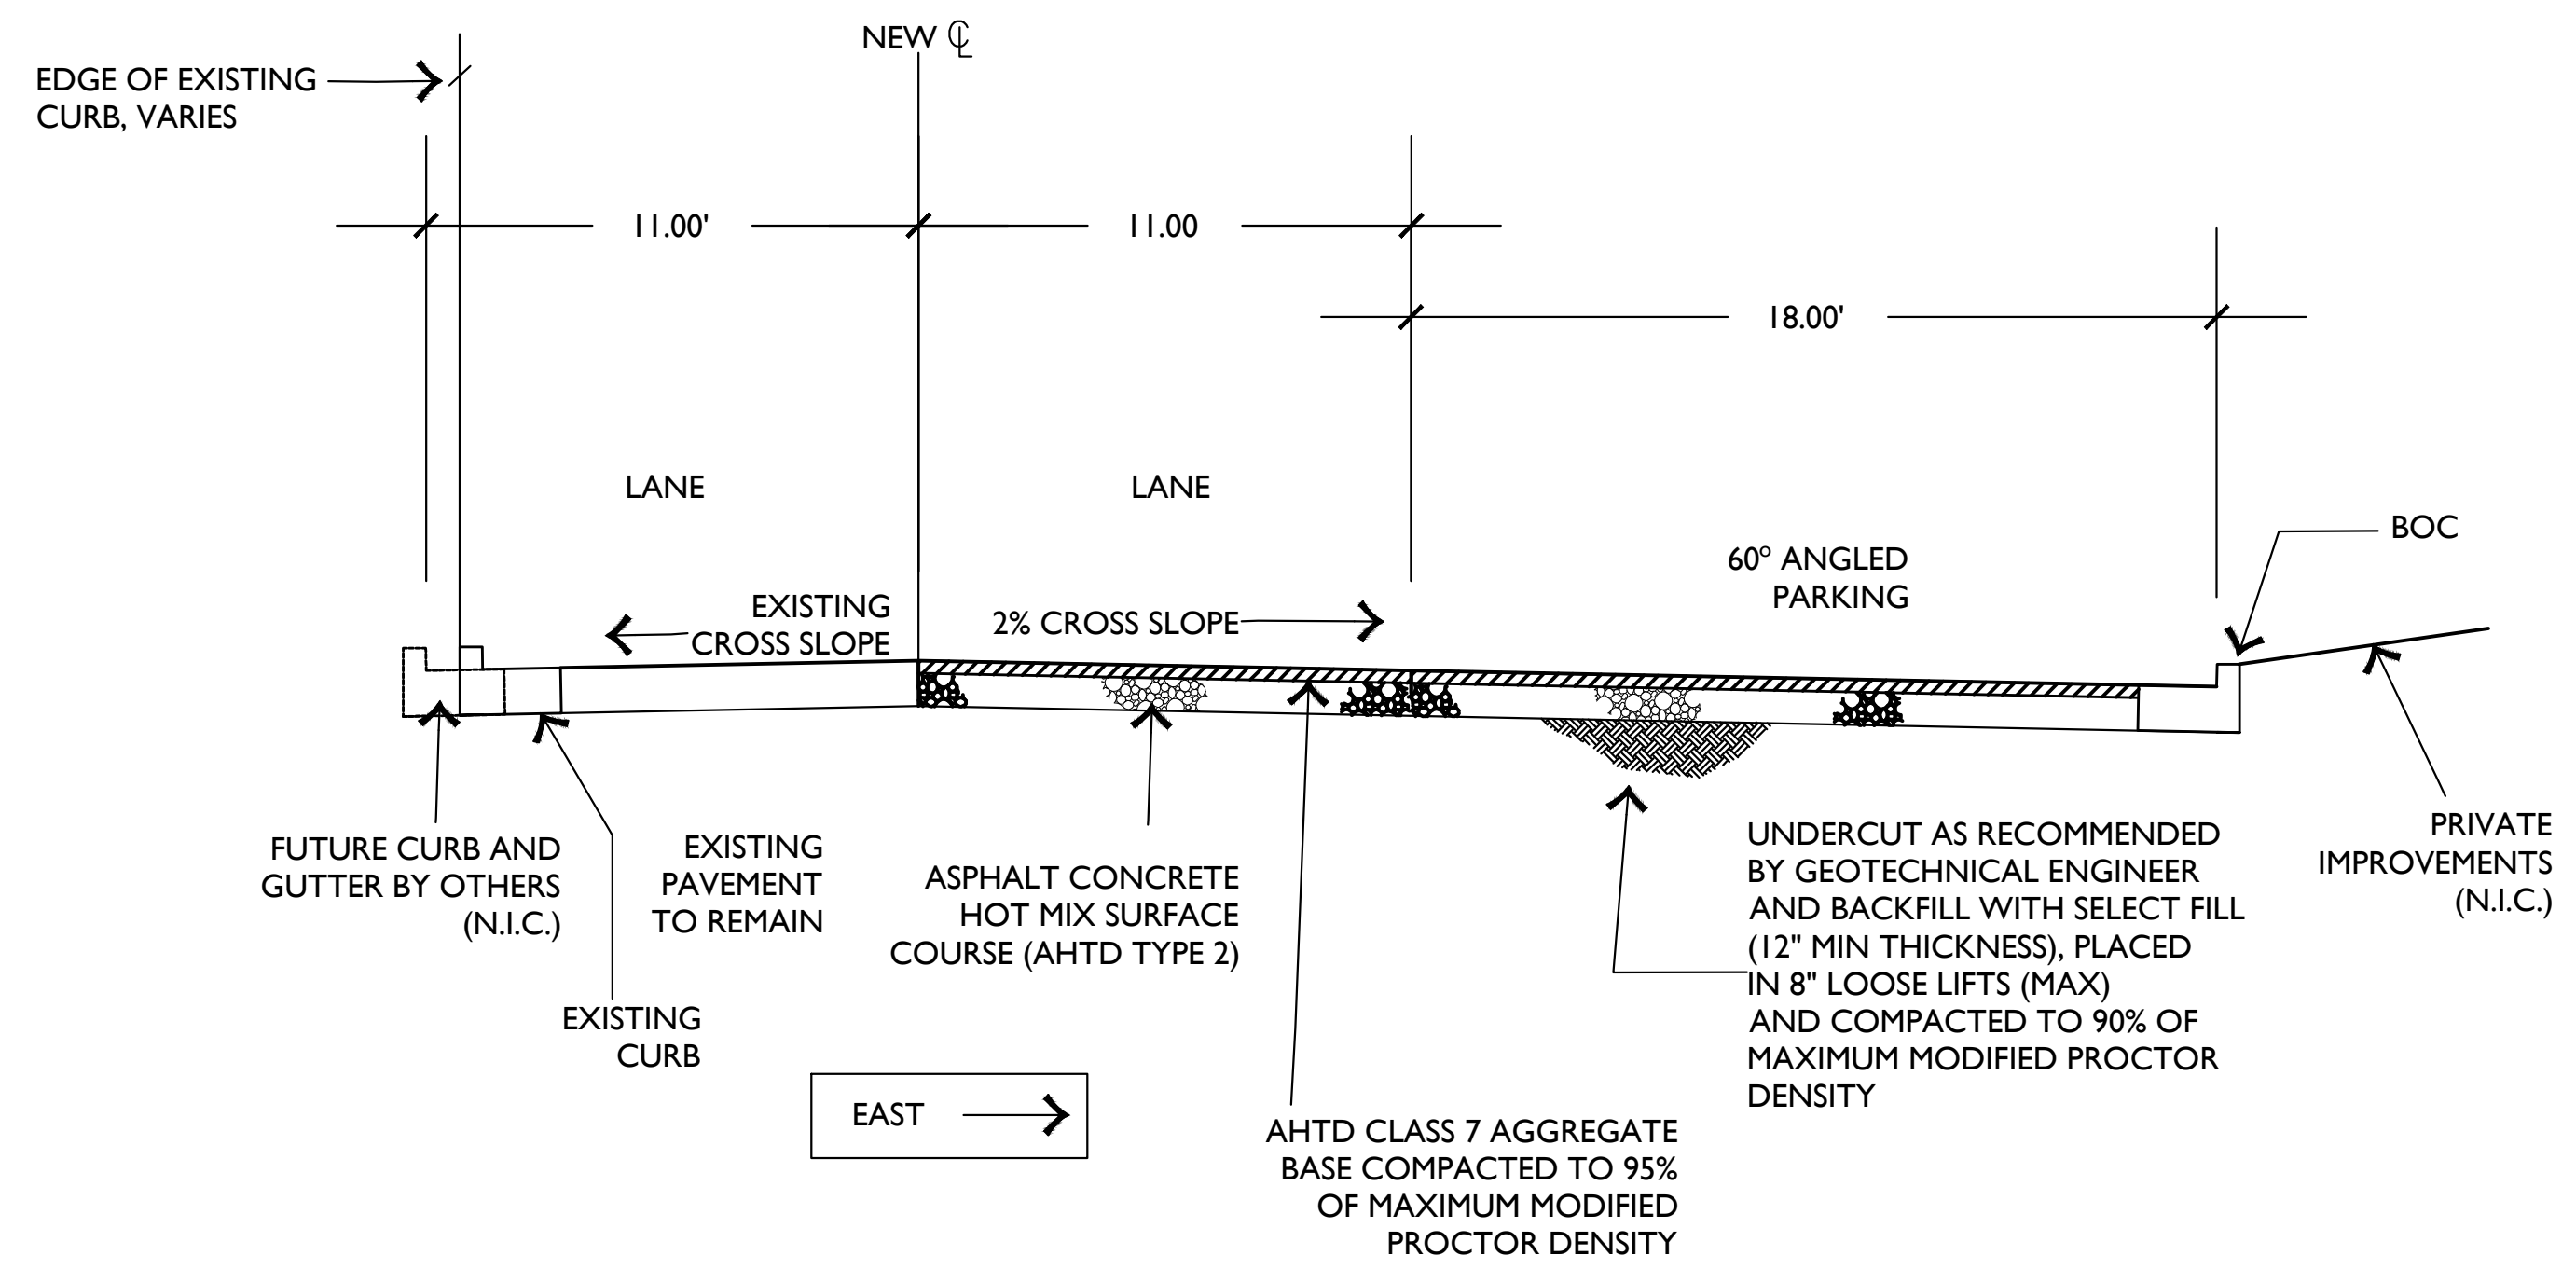 NEW ℄
EDGE OF EXISTING
CURB, VARIES
11.00'
11.00
18.00'
LANE
LANE
BOC
60° ANGLED
PARKING
EXISTING
CROSS SLOPE
2% CROSS SLOPE
FUTURE CURB AND
GUTTER BY OTHERS
(N.I.C.)
EXISTING
PAVEMENT
TO REMAIN
EXISTING
CURB
ASPHALT CONCRETE
HOT MIX SURFACE
COURSE (AHTD TYPE 2)
UNDERCUT AS RECOMMENDED
BY GEOTECHNICAL ENGINEER
AND BACKFILL WITH SELECT FILL
(12" MIN THICKNESS), PLACED
IN 8" LOOSE LIFTS (MAX)
AND COMPACTED TO 90% OF
MAXIMUM MODIFIED PROCTOR
DENSITY
PRIVATE
IMPROVEMENTS
(N.I.C.)
EAST
AHTD CLASS 7 AGGREGATE
BASE COMPACTED TO 95%
OF MAXIMUM MODIFIED
PROCTOR DENSITY